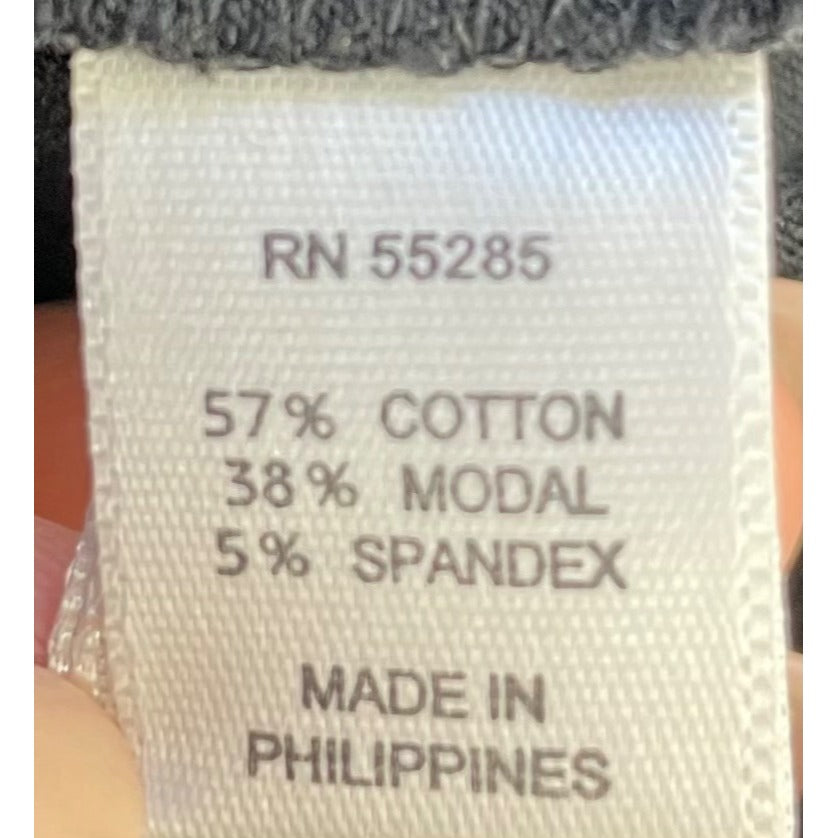 RN 55285
57% COTTON
38% MODAL
5% SPANDEX
MADE IN
PHILIPPINES